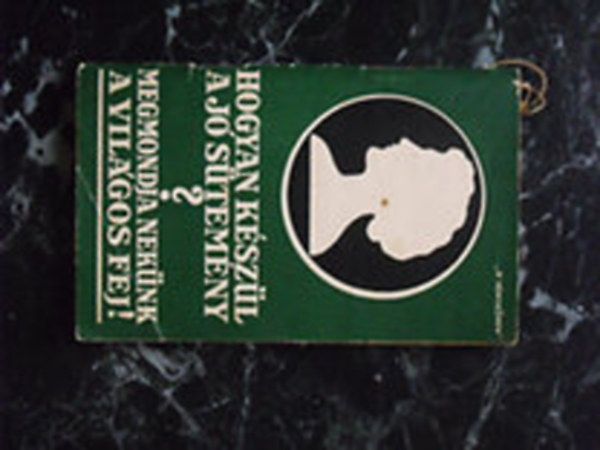 HOGYAN KÉSZÜL
A JÓ SÜTEMÉNY
?
MEGMONDJA NEKÜNK
A VILÁGOS FEJ!